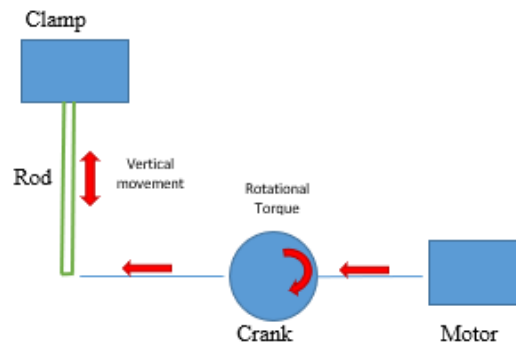 Clamp
Rod
Vertical
movement
Rotational
Torque
Crank
Motor